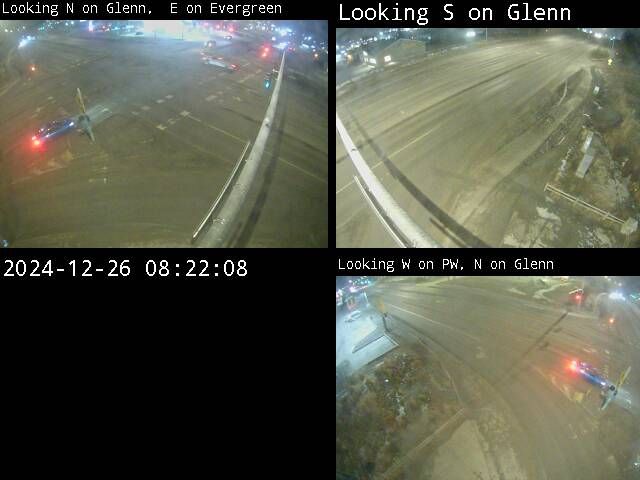 Looking N on Glenn, E on Evergreen
Looking S on Glenn
2024-12-26 08:22:08
Looking W on PW, N on Glenn